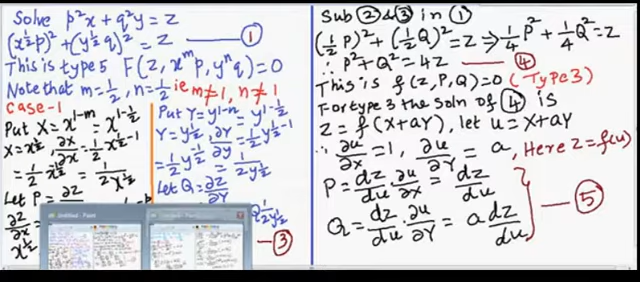 Solve p²x + q²y = z
(x^½ p)² + (y^½ q)² = z ①
This is type 5 F(z, x^m p, y^n q) = 0
Note that m = ½, n = ½ ie m ≠ 1, n ≠ 1
Case-1
Put X = x^(1-m) = x^(1-½)
X = x^½, ∂X/∂x = ½ x^(½-1)
= ½ x^(-½) = 1/(2x^½)
Let P = ∂Z
∂z/∂x =
x^½
Put Y = y^(1-n) = y^(1-½)
Y = y^½, ∂Y/∂y = ½ y^(½-1)
= ½ y^(-½) = 1/(2y^½)
Let Q = ∂Z/∂Y
③
Untitled - Paint
Untitled - Paint
Sub ② & ③ in ①
(½ P)² + (½ Q)² = Z ⇒ ¼ P² + ¼ Q² = Z
∴ P² + Q² = 4Z ④
This is f(Z, P, Q) = 0 (Type 3)
For type 3 the soln of ④ is
Z = f(X + aY), let u = X + aY
∴ ∂u/∂X = 1, ∂u/∂Y = a, Here Z = f(u)
P = dz/du . ∂u/∂X = dz/du
Q = dz/du . ∂u/∂Y = a dz/du ⑤